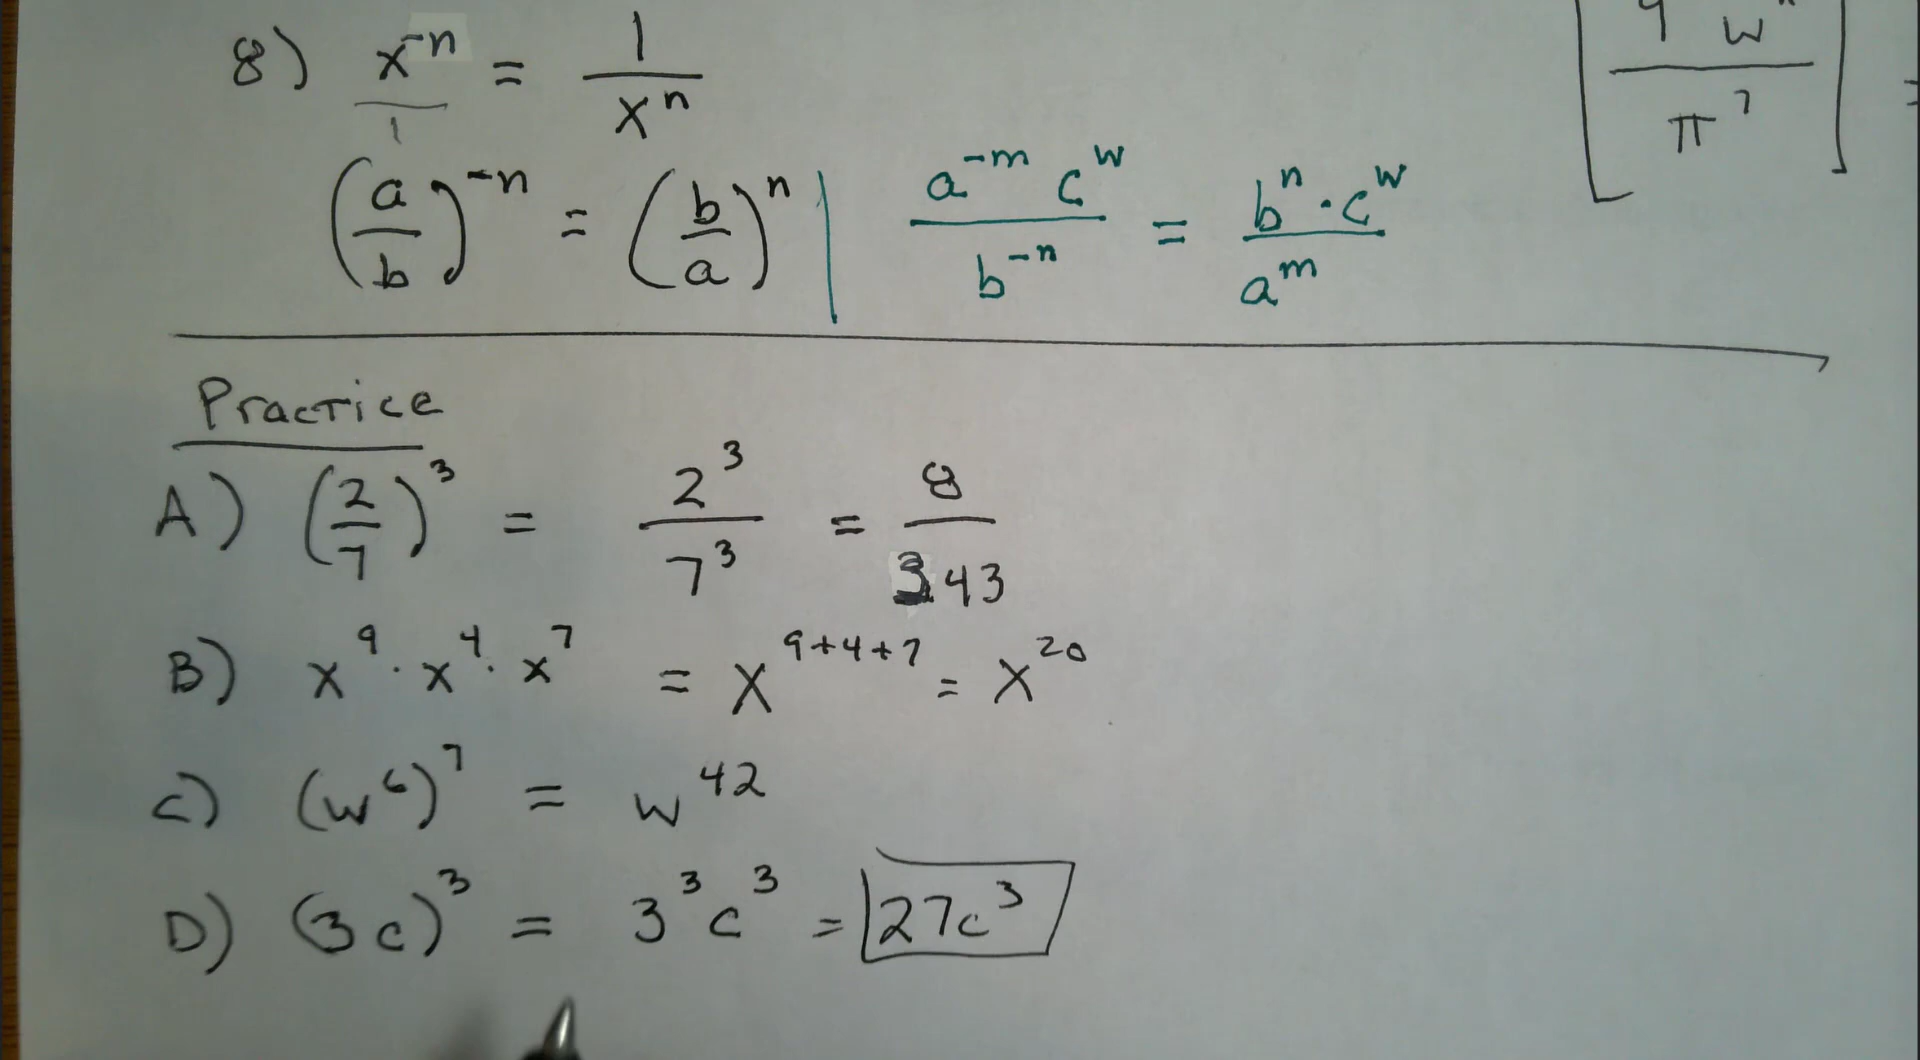 8) x^-n / 1 = 1 / x^n
(a/b)^-n = (b/a)^n | a^-m c^w / b^-n = b^n · c^w / a^m
w / π^7 =
Practice
A) (2/7)^3 = 2^3 / 7^3 = 8 / 343
B) x^9 · x^4 · x^7 = x^9+4+7 = x^20
C) (w^6)^7 = w^42
D) (3c)^3 = 3^3 c^3 = 27c^3